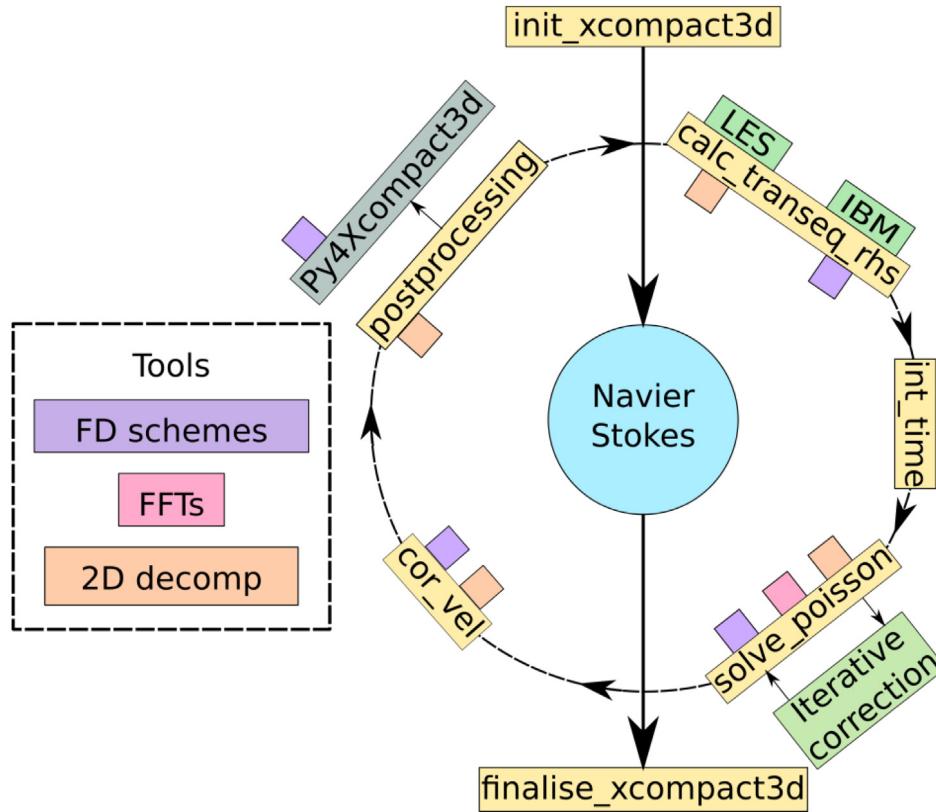 init_xcompact3d
LES
calc_transeq_rhs
IBM
int_time
solve_poisson
Iterative
correction
cor_vel
postprocessing
Py4Xcompact3d
Navier
Stokes
finalise_xcompact3d
Tools
FD schemes
FFTs
2D decomp